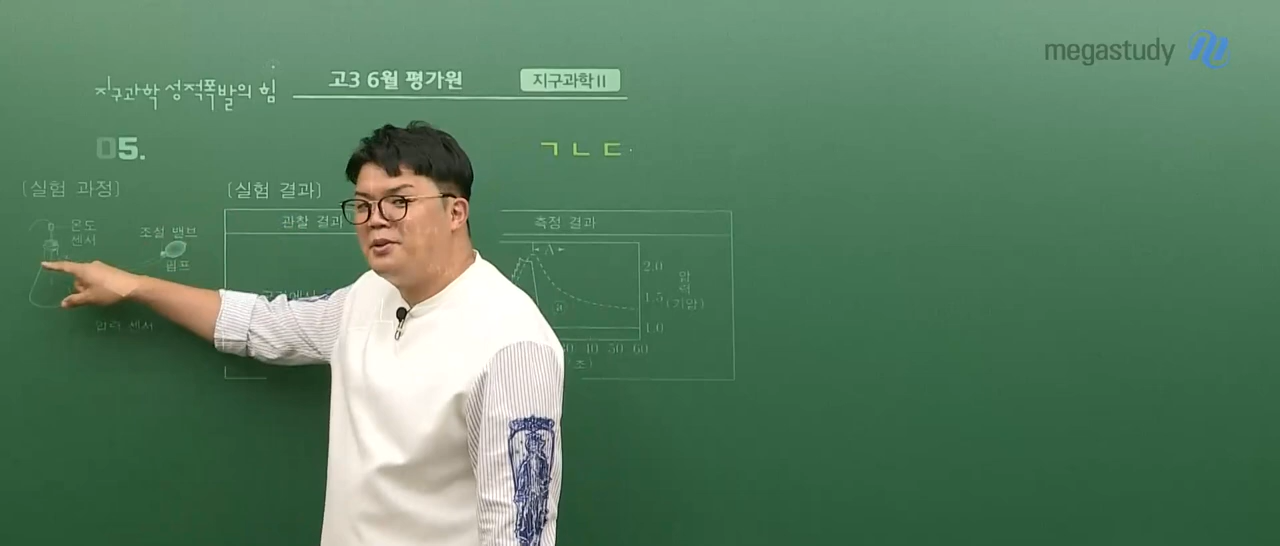 megastudy
지구과학 성적폭발의 힘
고3 6월 평가원
지구과학 II
05.
ㄱ ㄴ ㄷ
[실험 과정]
온도
센서
조절 밸브
펌프
압력 센서
[실험 결과]
관찰 결과
측정 결과
A
2.0
1.5
1.0
압력
(기압)
ⓐ
40 50 60